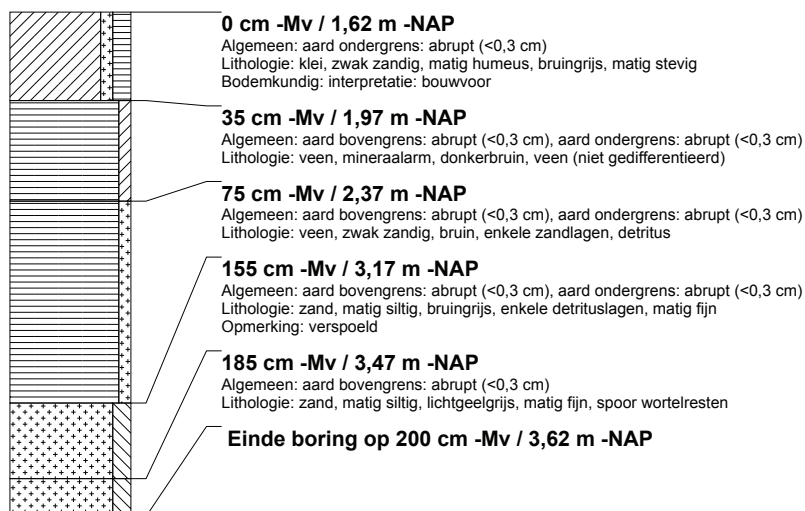 0 cm -Mv / 1,62 m -NAP
Algemeen: aard ondergrens: abrupt (<0,3 cm)
Lithologie: klei, zwak zandig, matig humeus, bruingrijs, matig stevig
Bodemkundig: interpretatie: bouwvoor
35 cm -Mv / 1,97 m -NAP
Algemeen: aard bovengrens: abrupt (<0,3 cm), aard ondergrens: abrupt (<0,3 cm)
Lithologie: veen, mineraalarm, donkerbruin, veen (niet gedifferentieerd)
75 cm -Mv / 2,37 m -NAP
Algemeen: aard bovengrens: abrupt (<0,3 cm), aard ondergrens: abrupt (<0,3 cm)
Lithologie: veen, zwak zandig, bruin, enkele zandlagen, detritus
155 cm -Mv / 3,17 m -NAP
Algemeen: aard bovengrens: abrupt (<0,3 cm), aard ondergrens: abrupt (<0,3 cm)
Lithologie: zand, matig siltig, bruingrijs, enkele detrituslagen, matig fijn
Opmerking: verspoeld
185 cm -Mv / 3,47 m -NAP
Algemeen: aard bovengrens: abrupt (<0,3 cm)
Lithologie: zand, matig siltig, lichtgeelgrijs, matig fijn, spoor wortelresten
Einde boring op 200 cm -Mv / 3,62 m -NAP